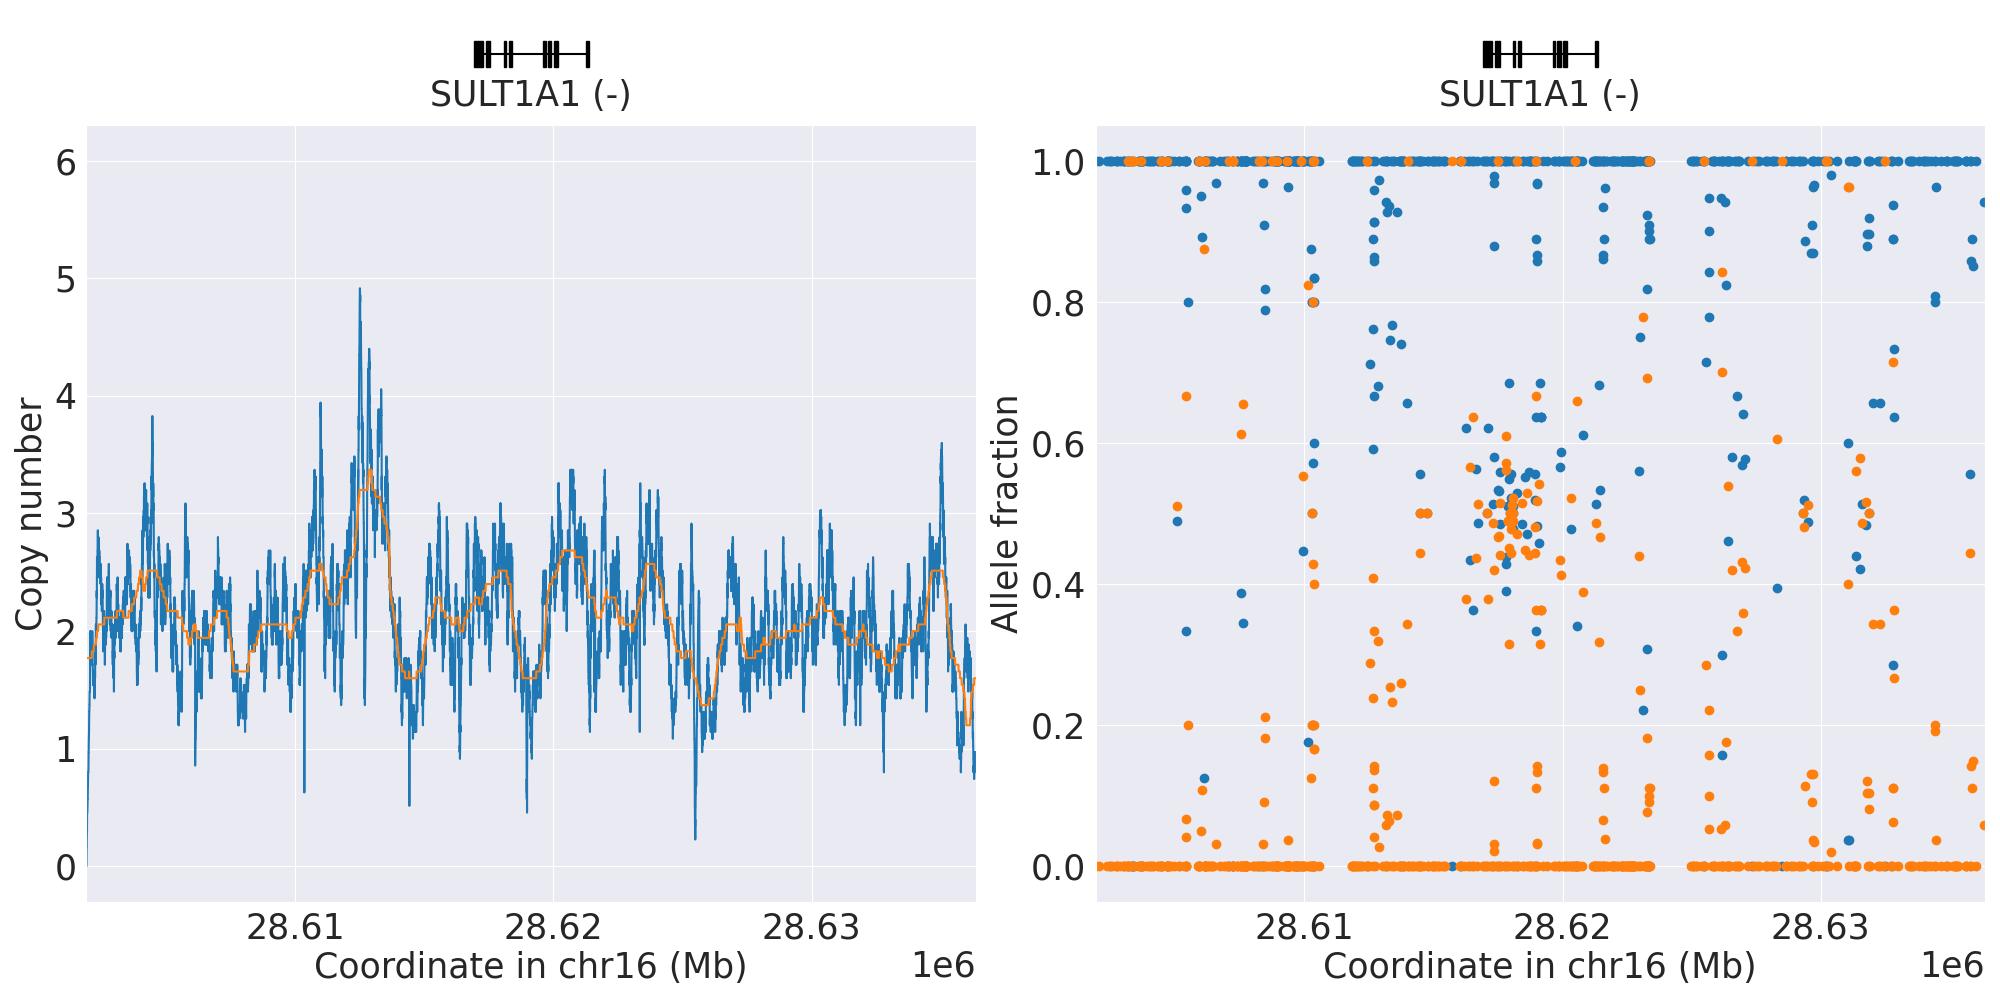 SULT1A1 (-)
6
5
4
3
2
1
0
Copy number
28.61
28.62
28.63
Coordinate in chr16 (Mb)
1e6
SULT1A1 (-)
1.0
0.8
0.6
0.4
0.2
0.0
Allele fraction
28.61
28.62
28.63
Coordinate in chr16 (Mb)
1e6